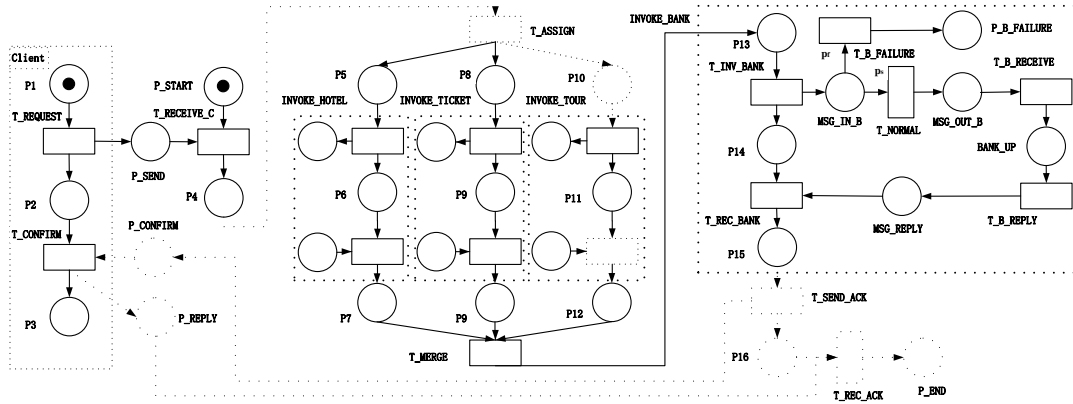 Client
P1
T_REQUEST
P2
T_CONFIRM
P3
P_START
T_RECEIVE_C
P_SEND
P4
P_CONFIRM
P_REPLY
T_ASSIGN
P5
P8
P10
INVOKE_HOTEL
INVOKE_TICKET
INVOKE_TOUR
P6
P9
P11
P7
P9
P12
T_MERGE
INVOKE_BANK
P13
T_INV_BANK
P14
T_REC_BANK
P15
pf
T_B_FAILURE
P_B_FAILURE
ps
MSG_IN_B
T_NORMAL
MSG_OUT_B
T_B_RECEIVE
BANK_UP
T_B_REPLY
MSG_REPLY
T_SEND_ACK
P16
T_REC_ACK
P_END